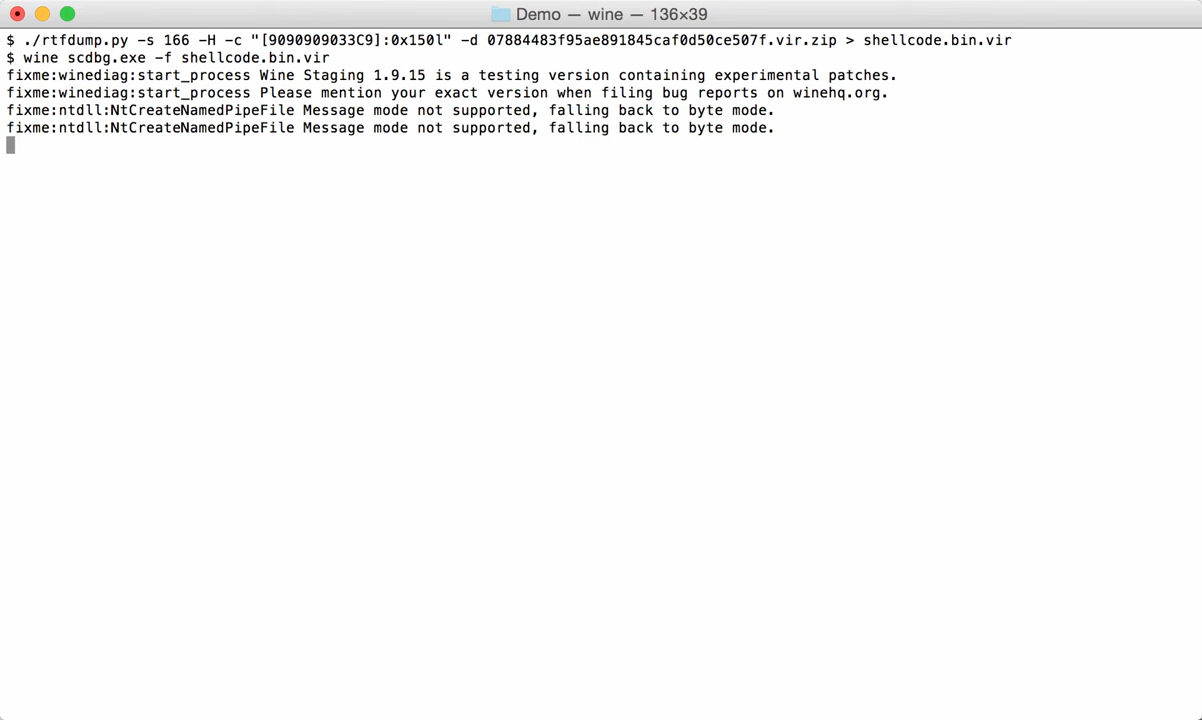 Demo — wine — 136×39
$ ./rtfdump.py -s 166 -H -c "[9090909033C9]:0x150l" -d 07884483f95ae891845caf0d50ce507f.vir.zip > shellcode.bin.vir
$ wine scdbg.exe -f shellcode.bin.vir
fixme:winediag:start_process Wine Staging 1.9.15 is a testing version containing experimental patches.
fixme:winediag:start_process Please mention your exact version when filing bug reports on winehq.org.
fixme:ntdll:NtCreateNamedPipeFile Message mode not supported, falling back to byte mode.
fixme:ntdll:NtCreateNamedPipeFile Message mode not supported, falling back to byte mode.